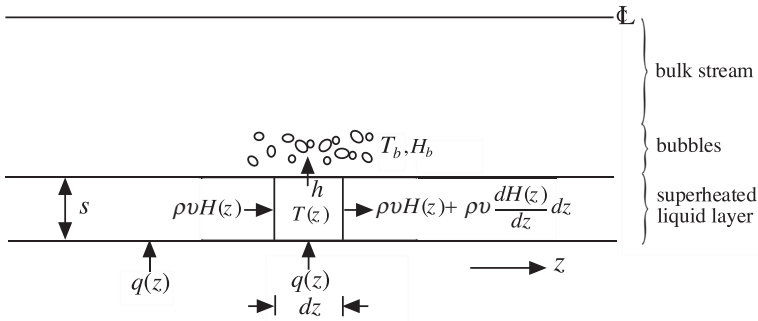 ℄
bulk stream
bubbles
T_b, H_b
superheated
liquid layer
s
ρυH(z)
h
T(z)
ρυH(z) + ρυ dH(z)/dz dz
q(z)
q(z)
z
dz